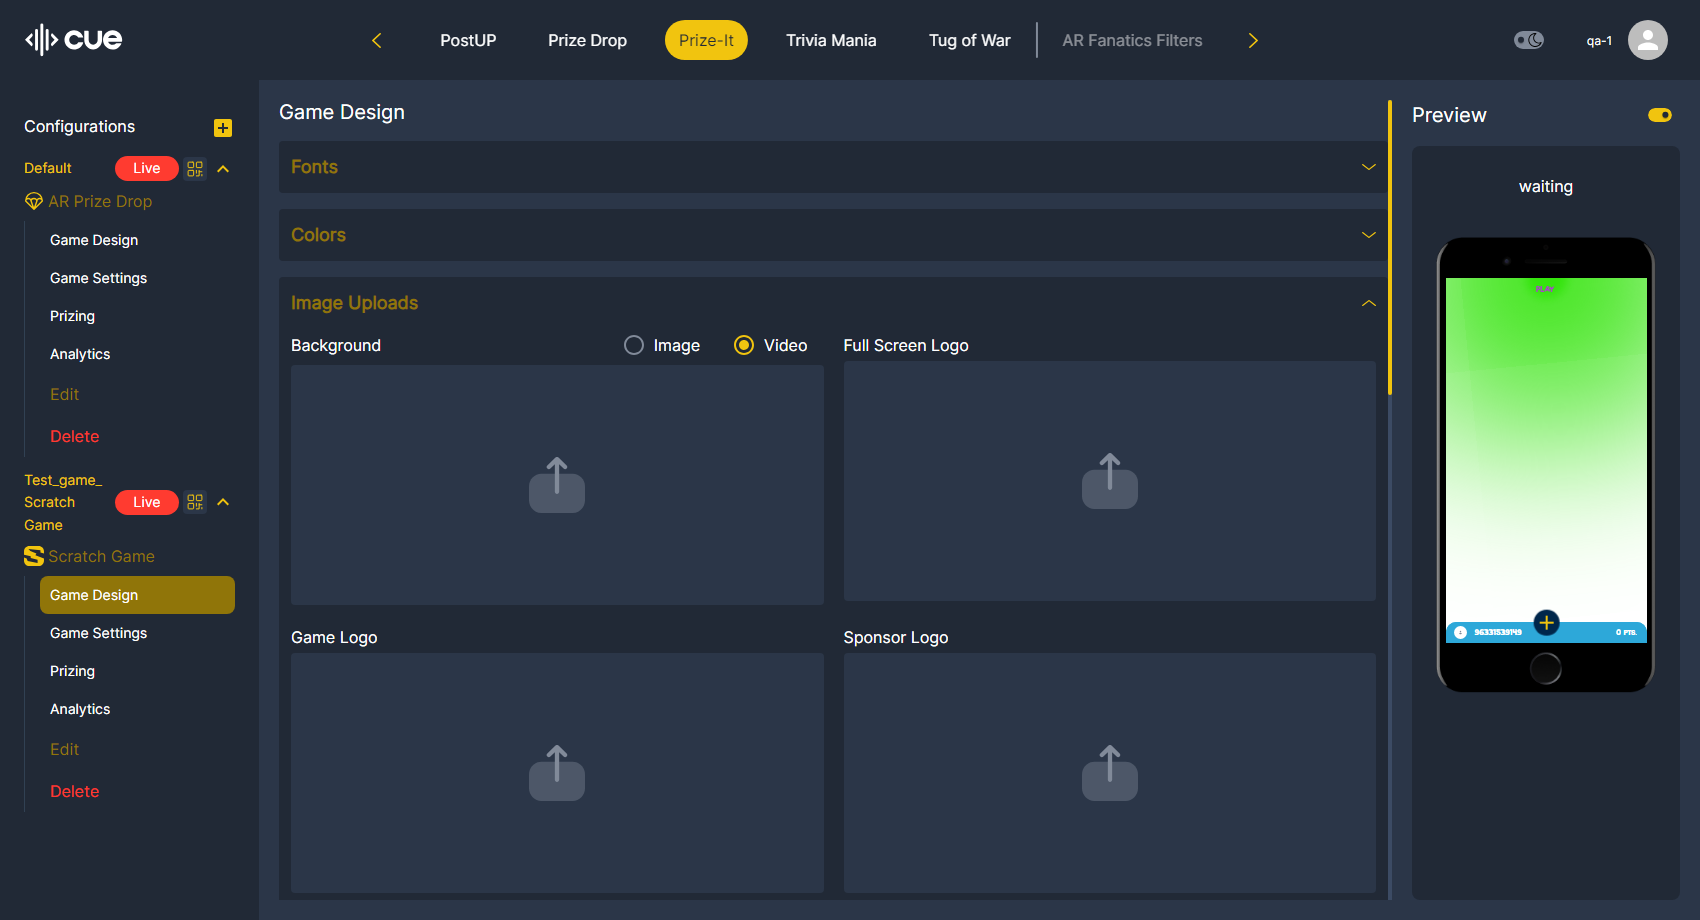 cue
PostUP
Prize Drop
Prize-It
Trivia Mania
Tug of War
AR Fanatics Filters
qa-1
Configurations
Default
Live
AR Prize Drop
Game Design
Game Settings
Prizing
Analytics
Edit
Delete
Test_game_
Scratch
Game
Live
Scratch Game
Game Design
Game Settings
Prizing
Analytics
Edit
Delete
Game Design
Fonts
Colors
Image Uploads
Background
Image
Video
Full Screen Logo
Game Logo
Sponsor Logo
Preview
waiting
PLAY
96331539149
0 PTS.